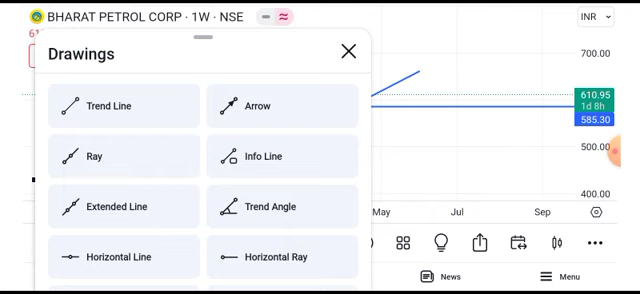 BHARAT PETROL CORP · 1W · NSE
INR
Drawings
Trend Line
Arrow
Ray
Info Line
Extended Line
Trend Angle
Horizontal Line
Horizontal Ray
700.00
610.95
1d 8h
585.30
500.00
400.00
May
Jul
Sep
News
Menu